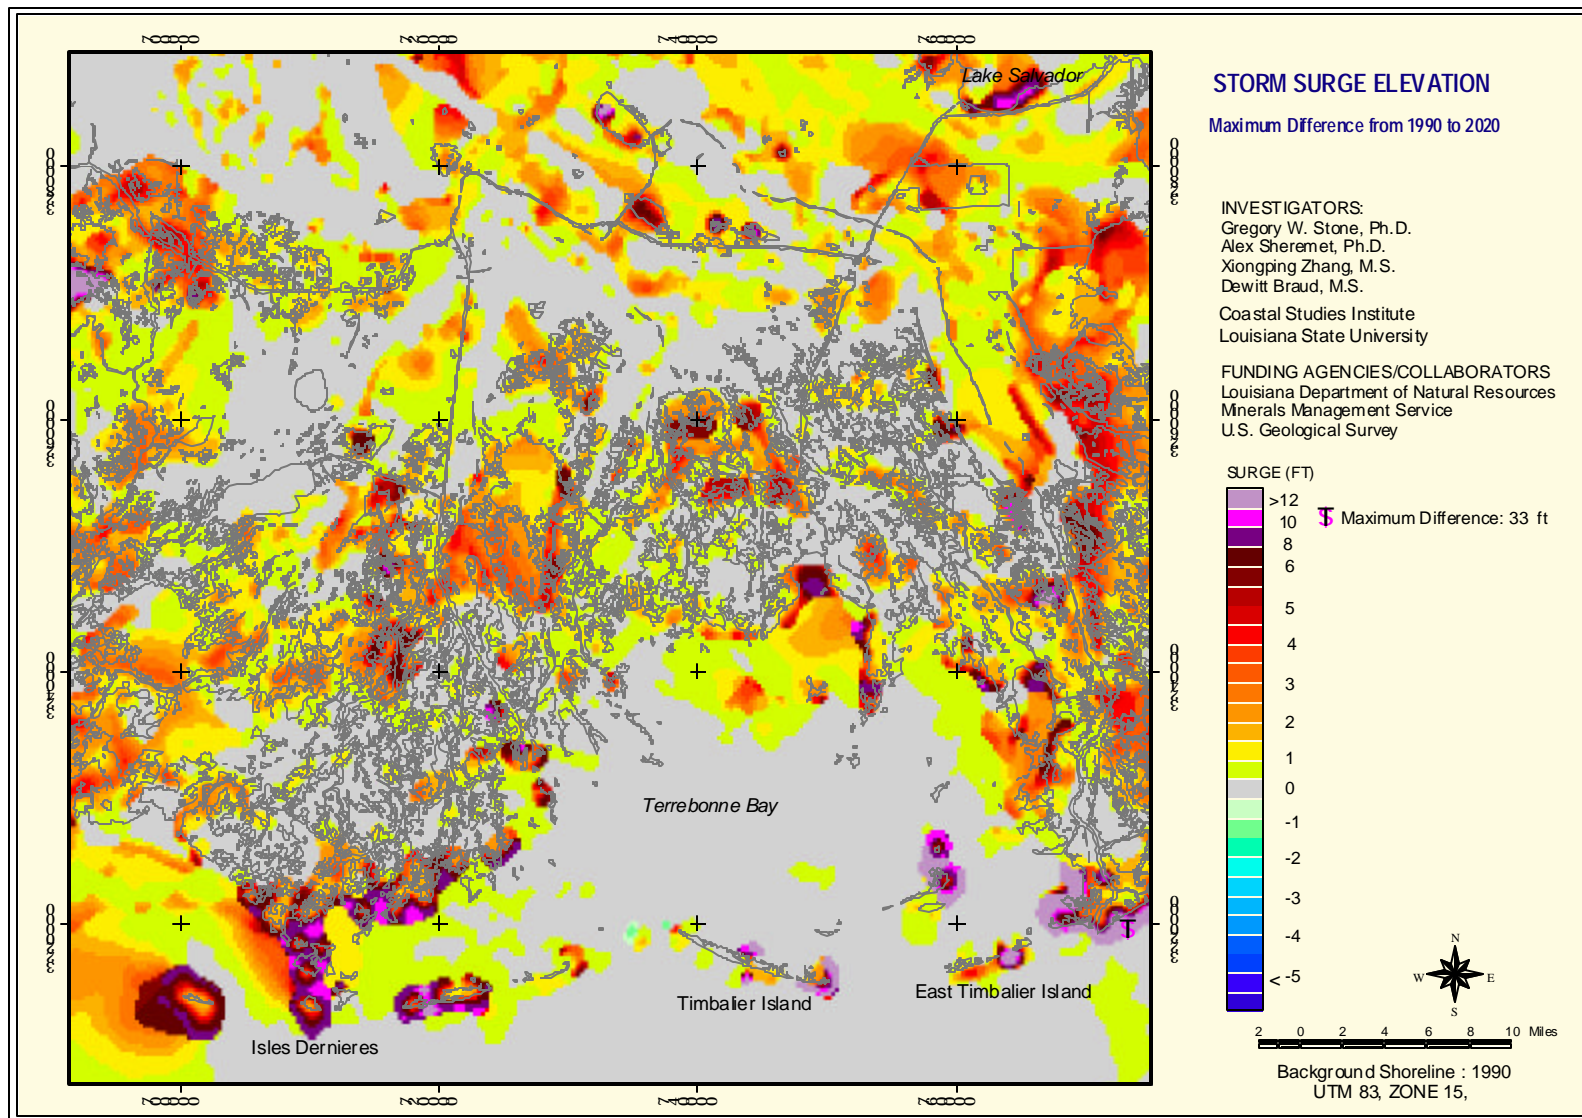 STORM SURGE ELEVATION
Maximum Difference from 1990 to 2020
INVESTIGATORS:
Gregory W. Stone, Ph.D.
Alex Sheremet, Ph.D.
Xiongping Zhang, M.S.
Dewitt Braud, M.S.
Coastal Studies Institute
Louisiana State University
FUNDING AGENCIES/COLLABORATORS
Louisiana Department of Natural Resources
Minerals Management Service
U.S. Geological Survey
SURGE (FT)
>12
10
8
6
5
4
3
2
1
0
-1
-2
-3
-4
< -5
Maximum Difference: 33 ft
Lake Salvador
Terrebonne Bay
Timbalier Island
East Timbalier Island
Isles Dernieres
N
W E
S
2 0 2 4 6 8 10 Miles
Background Shoreline : 1990
UTM 83, ZONE 15,